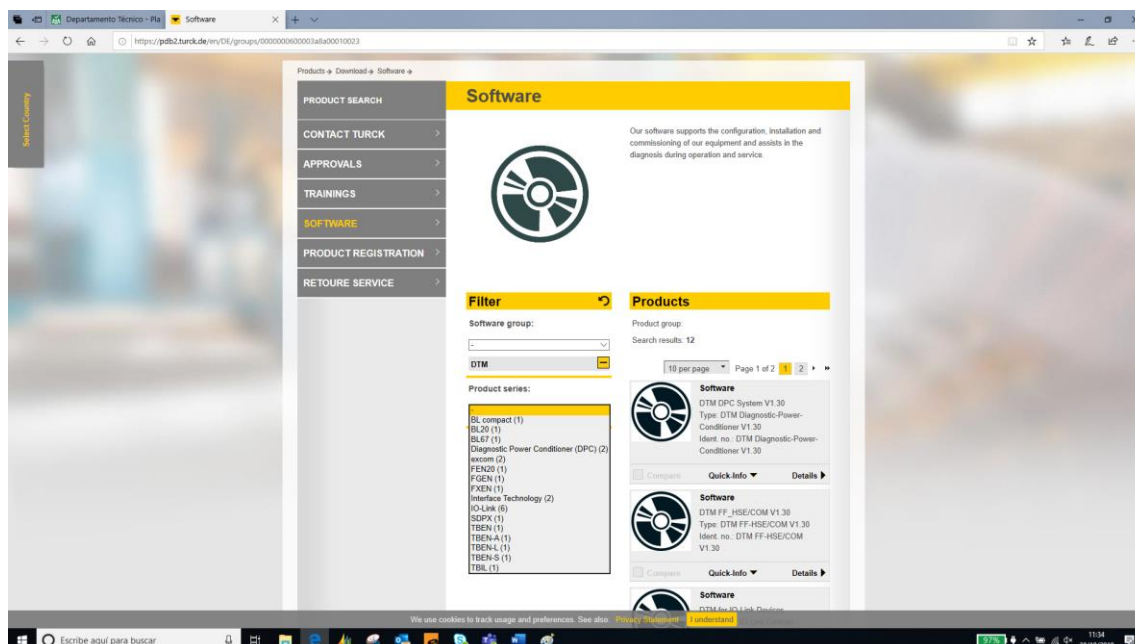 Departamento Técnico - Pla
Software
https://pdb2.turck.de/en/DE/groups/0000000600003a8a00010023
Select Country
Products → Download → Software →
PRODUCT SEARCH
CONTACT TURCK
APPROVALS
TRAININGS
SOFTWARE
PRODUCT REGISTRATION
RETOURE SERVICE
Software
Our software supports the configuration, installation and
commissioning of our equipment and assists in the
diagnosis during operation and service.
Filter
Software group:
-
DTM
Product series:
-
BL compact (1)
BL20 (1)
BL67 (1)
Diagnostic Power Conditioner (DPC) (2)
excom (2)
FEN20 (1)
FGEN (1)
FXEN (1)
Interface Technology (2)
IO-Link (6)
SDPX (1)
TBEN (1)
TBEN-A (1)
TBEN-L (1)
TBEN-S (1)
TBIL (1)
Products
Product group:
Search results: 12
10 per page Page 1 of 2 1 2
Software
DTM DPC System V1.30
Type: DTM Diagnostic-Power-
Conditioner V1.30
Ident. no.: DTM Diagnostic-Power-
Conditioner V1.30
Compare Quick-Info Details
Software
DTM FF_HSE/COM V1.30
Type: DTM FF-HSE/COM V1.30
Ident. no.: DTM FF-HSE/COM
V1.30
Compare Quick-Info Details
Software
DTM for IO-Link Devices
We use cookies to track usage and preferences. See also: Privacy Statement I understand
Escribe aquí para buscar
97%
11:34